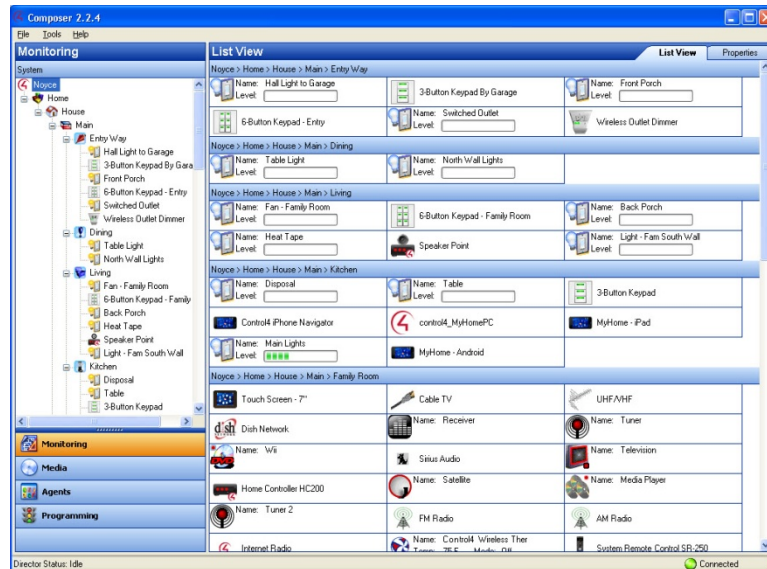 Composer 2.2.4
File Tools Help
Monitoring
System
Noyce
Home
House
Main
Entry Way
Hall Light to Garage
3-Button Keypad By Gara
Front Porch
6-Button Keypad - Entry
Switched Outlet
Wireless Outlet Dimmer
Dining
Table Light
North Wall Lights
Living
Fan - Family Room
6-Button Keypad - Family
Back Porch
Heat Tape
Speaker Point
Light - Fam South Wall
Kitchen
Disposal
Table
3-Button Keypad
Monitoring
Media
Agents
Programming
List View
List View Properties
Noyce > Home > House > Main > Entry Way
Name: Hall Light to Garage
Level:
3-Button Keypad By Garage
Name: Front Porch
Level:
6-Button Keypad - Entry
Name: Switched Outlet
Level:
Wireless Outlet Dimmer
Noyce > Home > House > Main > Dining
Name: Table Light
Level:
Name: North Wall Lights
Level:
Noyce > Home > House > Main > Living
Name: Fan - Family Room
Level:
6-Button Keypad - Family Room
Name: Back Porch
Level:
Name: Heat Tape
Level:
Speaker Point
Name: Light - Fam South Wall
Level:
Noyce > Home > House > Main > Kitchen
Name: Disposal
Level:
Name: Table
Level:
3-Button Keypad
Control4 iPhone Navigator
control4_MyHomePC
MyHome - iPad
Name: Main Lights
Level:
MyHome - Android
Noyce > Home > House > Main > Family Room
Touch Screen - 7"
Cable TV
UHF/VHF
dish
Dish Network
Name: Receiver
Name: Tuner
DVD
Name: Wii
Sirius Audio
Name: Television
Home Controller HC200
Name: Satellite
Name: Media Player
Name: Tuner 2
FM Radio
AM Radio
Internet Radio
Name: Control4 Wireless Ther
Temp: 75 F Mode: Off
System Remote Control SR-250
Director Status: Idle
Connected